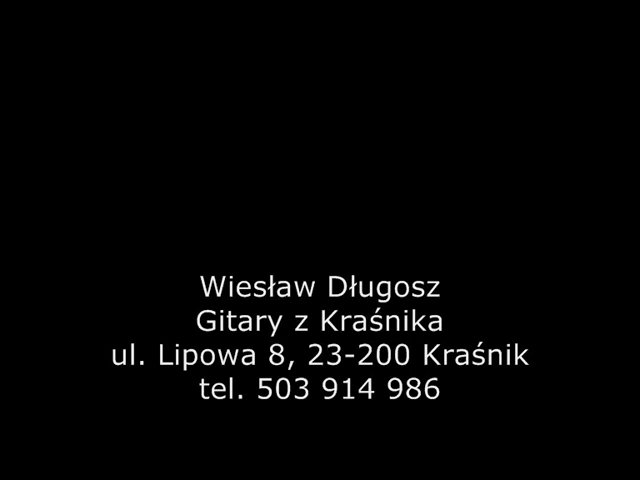 Wiesław Długosz
Gitary z Kraśnika
ul. Lipowa 8, 23-200 Kraśnik
tel. 503 914 986